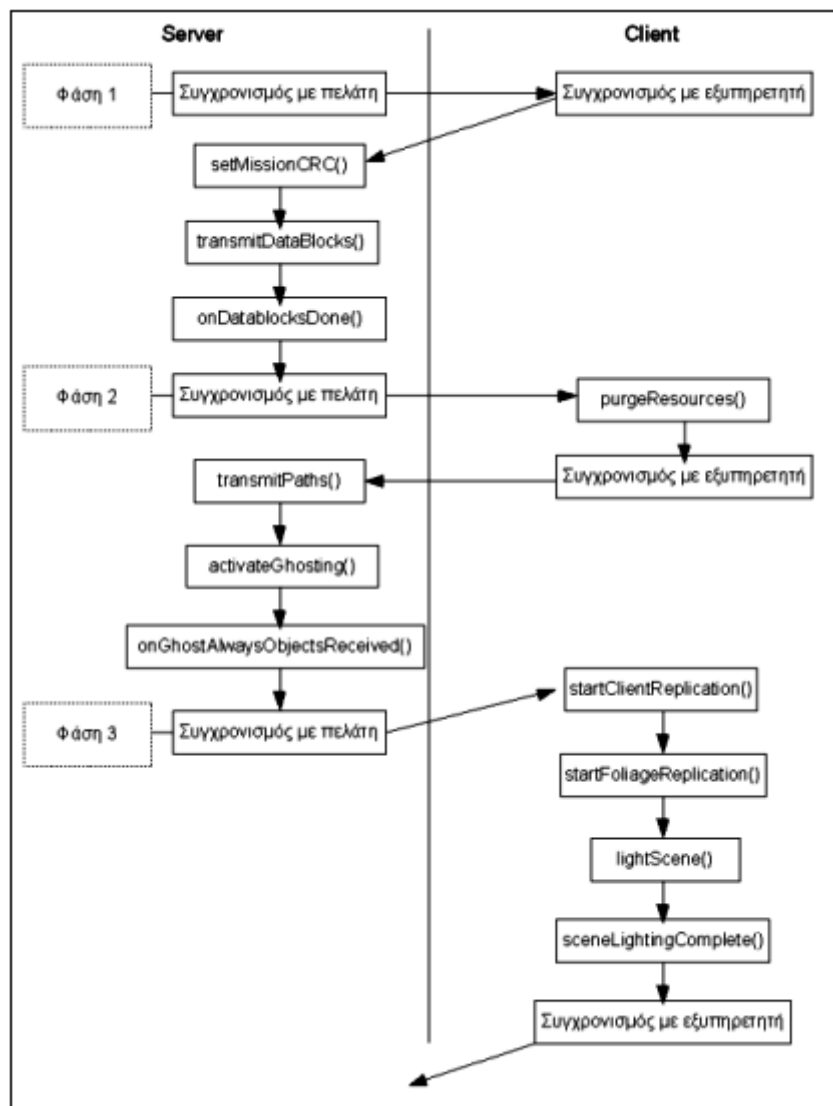 Server Client
Φάση 1 Συγχρονισμός με πελάτη Συγχρονισμός με εξυπηρετητή
setMissionCRC()
transmitDataBlocks()
onDatablocksDone()
Φάση 2 Συγχρονισμός με πελάτη purgeResources()
transmitPaths() Συγχρονισμός με εξυπηρετητή
activateGhosting()
onGhostAlwaysObjectsReceived()
startClientReplication()
Φάση 3 Συγχρονισμός με πελάτη
startFoliageReplication()
lightScene()
sceneLightingComplete()
Συγχρονισμός με εξυπηρετητή